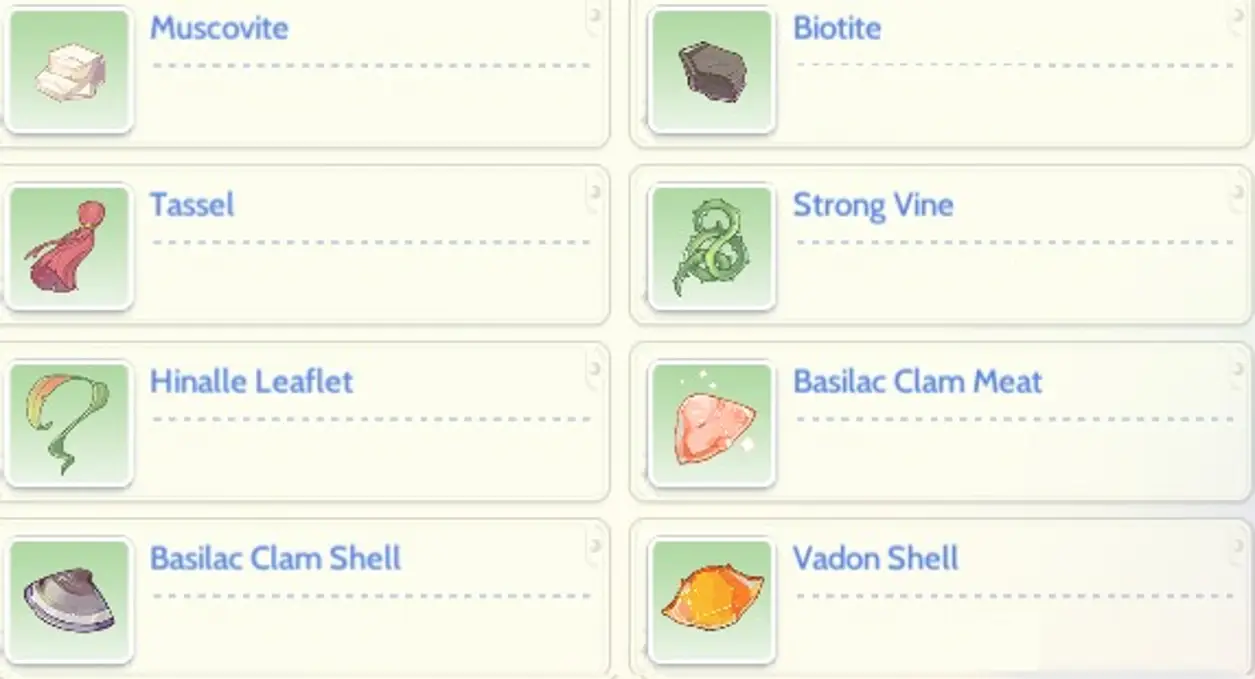 Muscovite
Biotite
Tassel
Strong Vine
Hinalle Leaflet
Basilac Clam Meat
Basilac Clam Shell
Vadon Shell